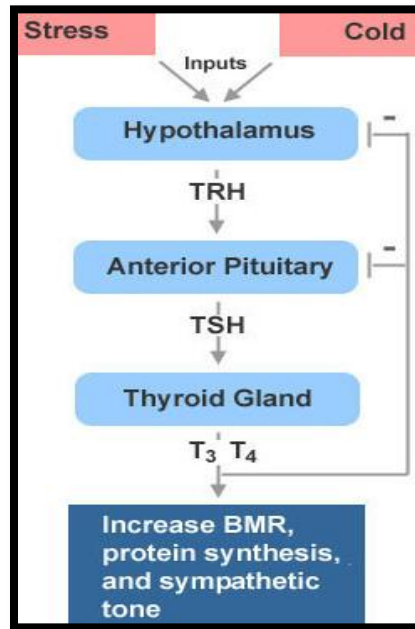 Stress Cold
Inputs
Hypothalamus
-
TRH
-
Anterior Pituitary
TSH
Thyroid Gland
T₃ T₄
Increase BMR,
protein synthesis,
and sympathetic
tone